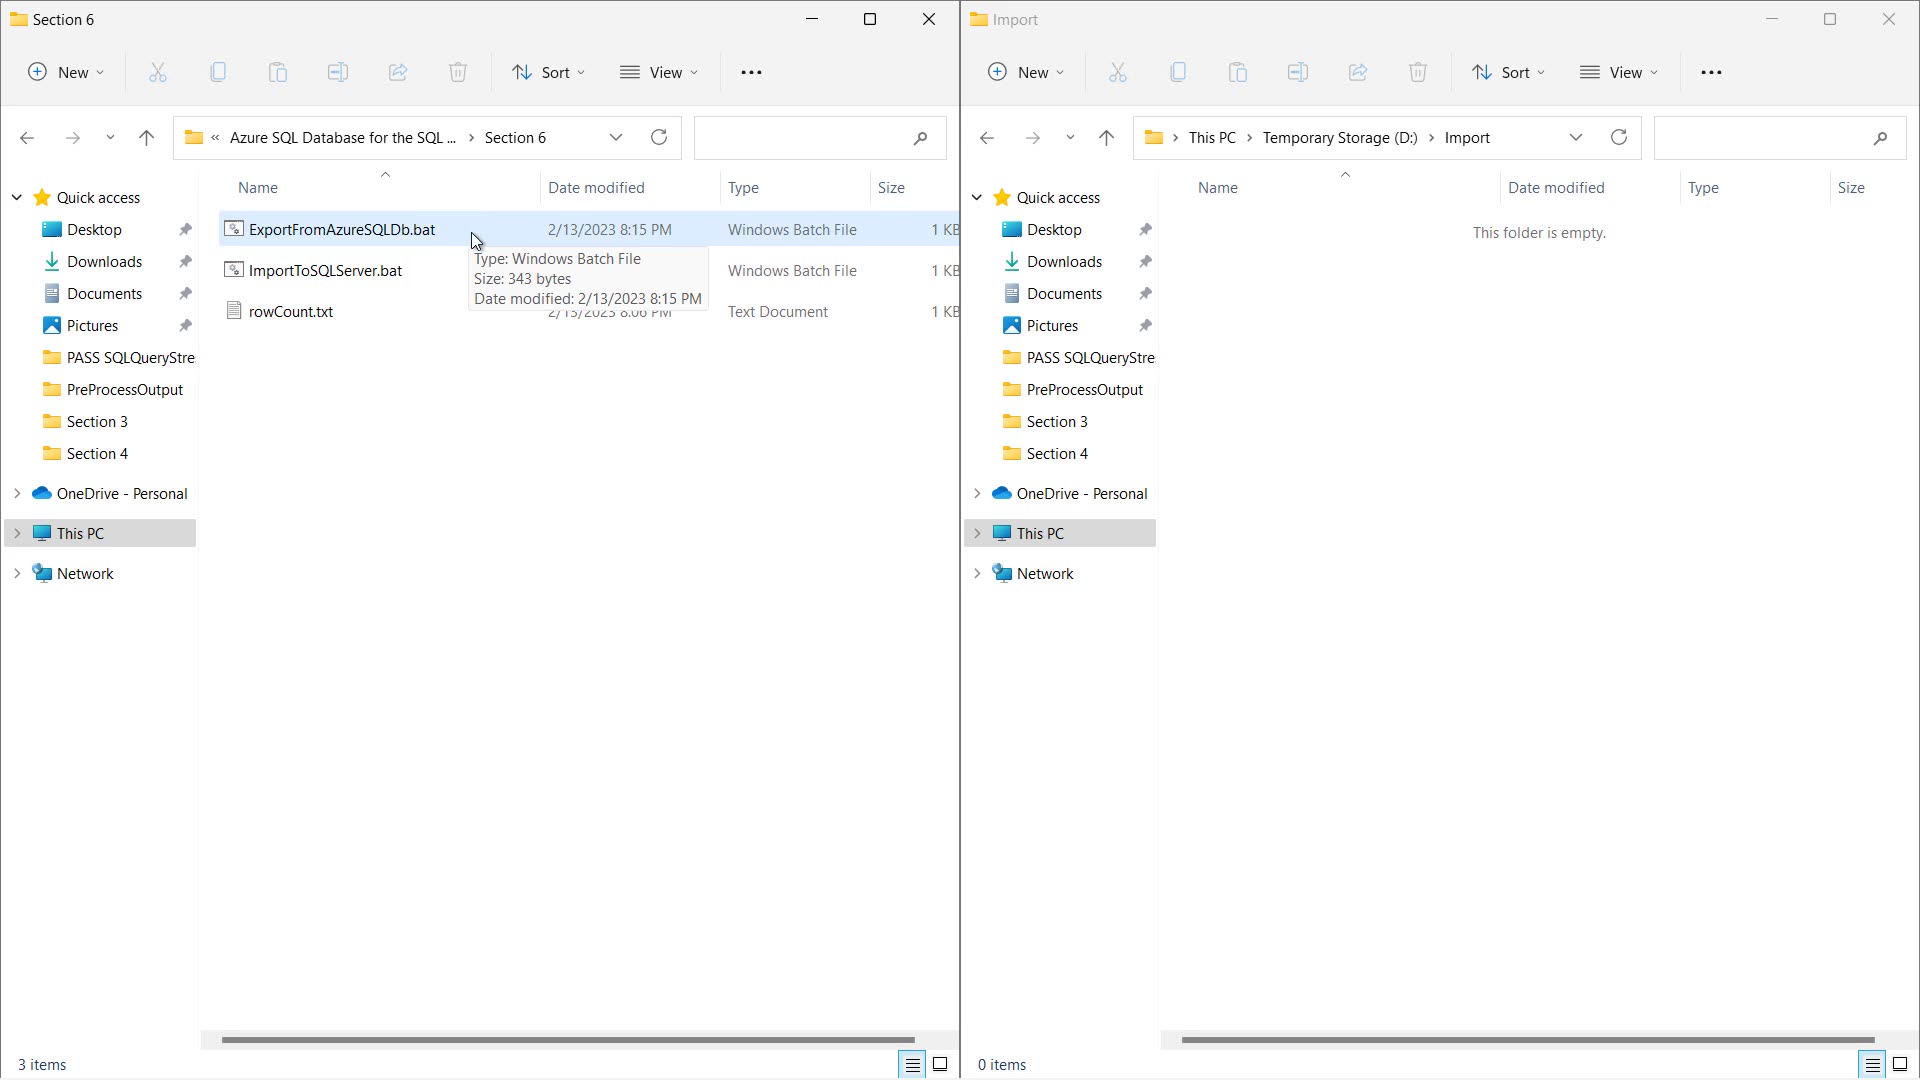 Section 6
New
Sort
View
« Azure SQL Database for the SQL ... > Section 6
Name
Date modified
Type
Size
Quick access
Desktop
Downloads
Documents
Pictures
PASS SQLQueryStre
PreProcessOutput
Section 3
Section 4
OneDrive - Personal
This PC
Network
ExportFromAzureSQLDb.bat 2/13/2023 8:15 PM Windows Batch File 1 KB
ImportToSQLServer.bat Windows Batch File 1 KB
rowCount.txt 2/13/2023 8:06 PM Text Document 1 KB
Type: Windows Batch File
Size: 343 bytes
Date modified: 2/13/2023 8:15 PM
3 items
Import
New
Sort
View
> This PC > Temporary Storage (D:) > Import
Name
Date modified
Type
Size
Quick access
Desktop
Downloads
Documents
Pictures
PASS SQLQueryStre
PreProcessOutput
Section 3
Section 4
OneDrive - Personal
This PC
Network
This folder is empty.
0 items